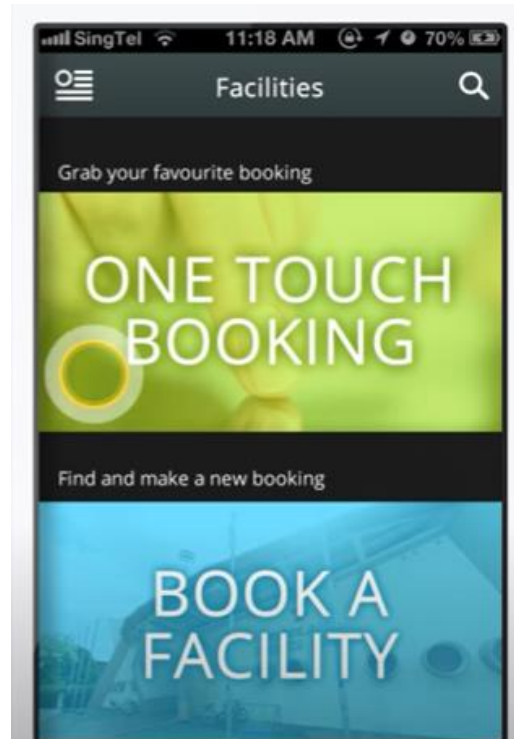 SingTel 11:18 AM 70%
Facilities
Grab your favourite booking
ONE TOUCH
BOOKING
Find and make a new booking
BOOK A
FACILITY